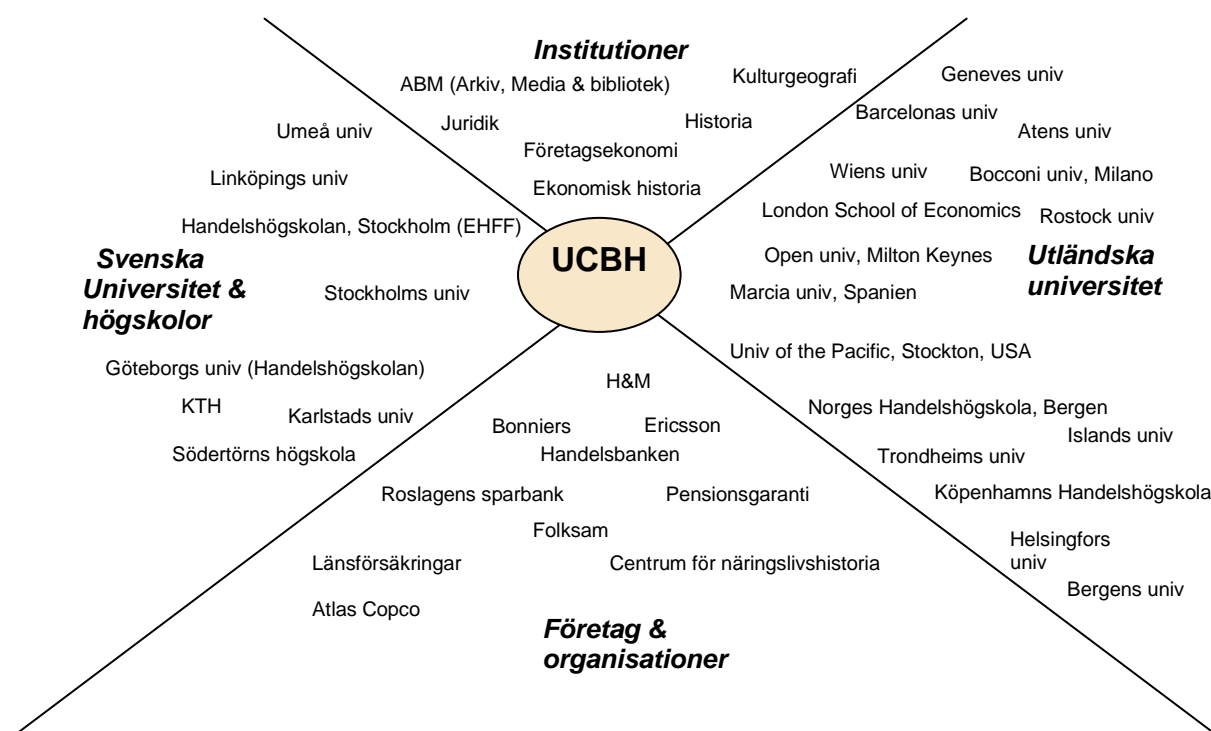 Institutioner
ABM (Arkiv, Media & bibliotek)
Kulturgeografi
Juridik
Historia
Företagsekonomi
Ekonomisk historia
Umeå univ
Linköpings univ
Handelshögskolan, Stockholm (EHFF)
Svenska
Universitet &
högskolor
Stockholms univ
Göteborgs univ (Handelshögskolan)
KTH
Karlstads univ
Södertörns högskola
UCBH
Geneves univ
Barcelonas univ
Atens univ
Wiens univ
Bocconi univ, Milano
London School of Economics
Rostock univ
Open univ, Milton Keynes
Utländska
universitet
Marcia univ, Spanien
Univ of the Pacific, Stockton, USA
Norges Handelshögskola, Bergen
Islands univ
Trondheims univ
Köpenhamns Handelshögskola
Helsingfors
univ
Bergens univ
H&M
Bonniers
Ericsson
Handelsbanken
Roslagens sparbank
Pensionsgaranti
Folksam
Länsförsäkringar
Centrum för näringslivshistoria
Atlas Copco
Företag &
organisationer